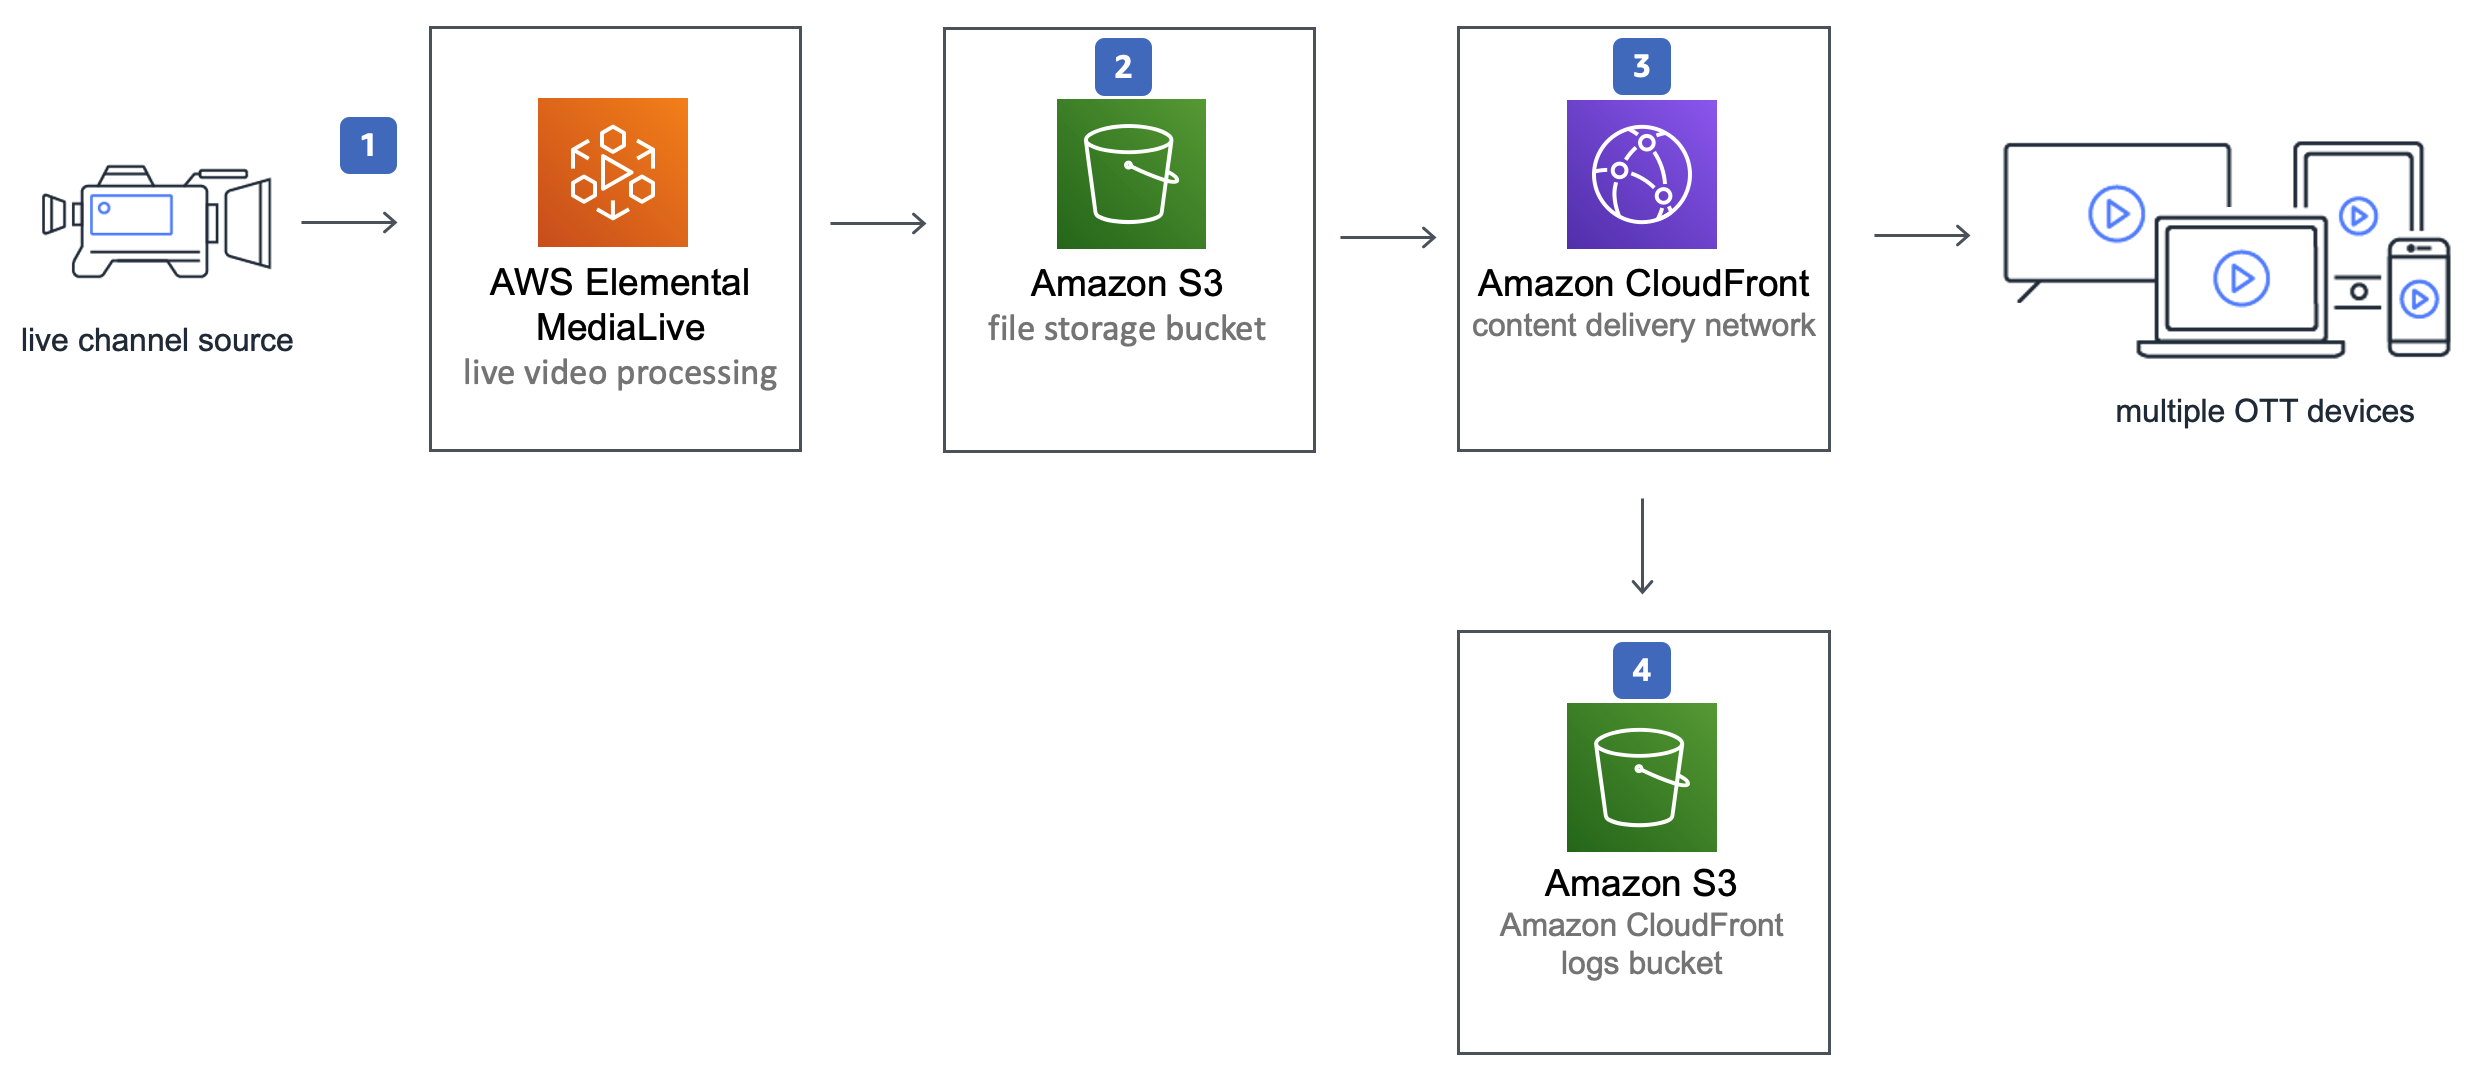 live channel source
1
AWS Elemental
MediaLive
live video processing
2
Amazon S3
file storage bucket
3
Amazon CloudFront
content delivery network
multiple OTT devices
4
Amazon S3
Amazon CloudFront
logs bucket